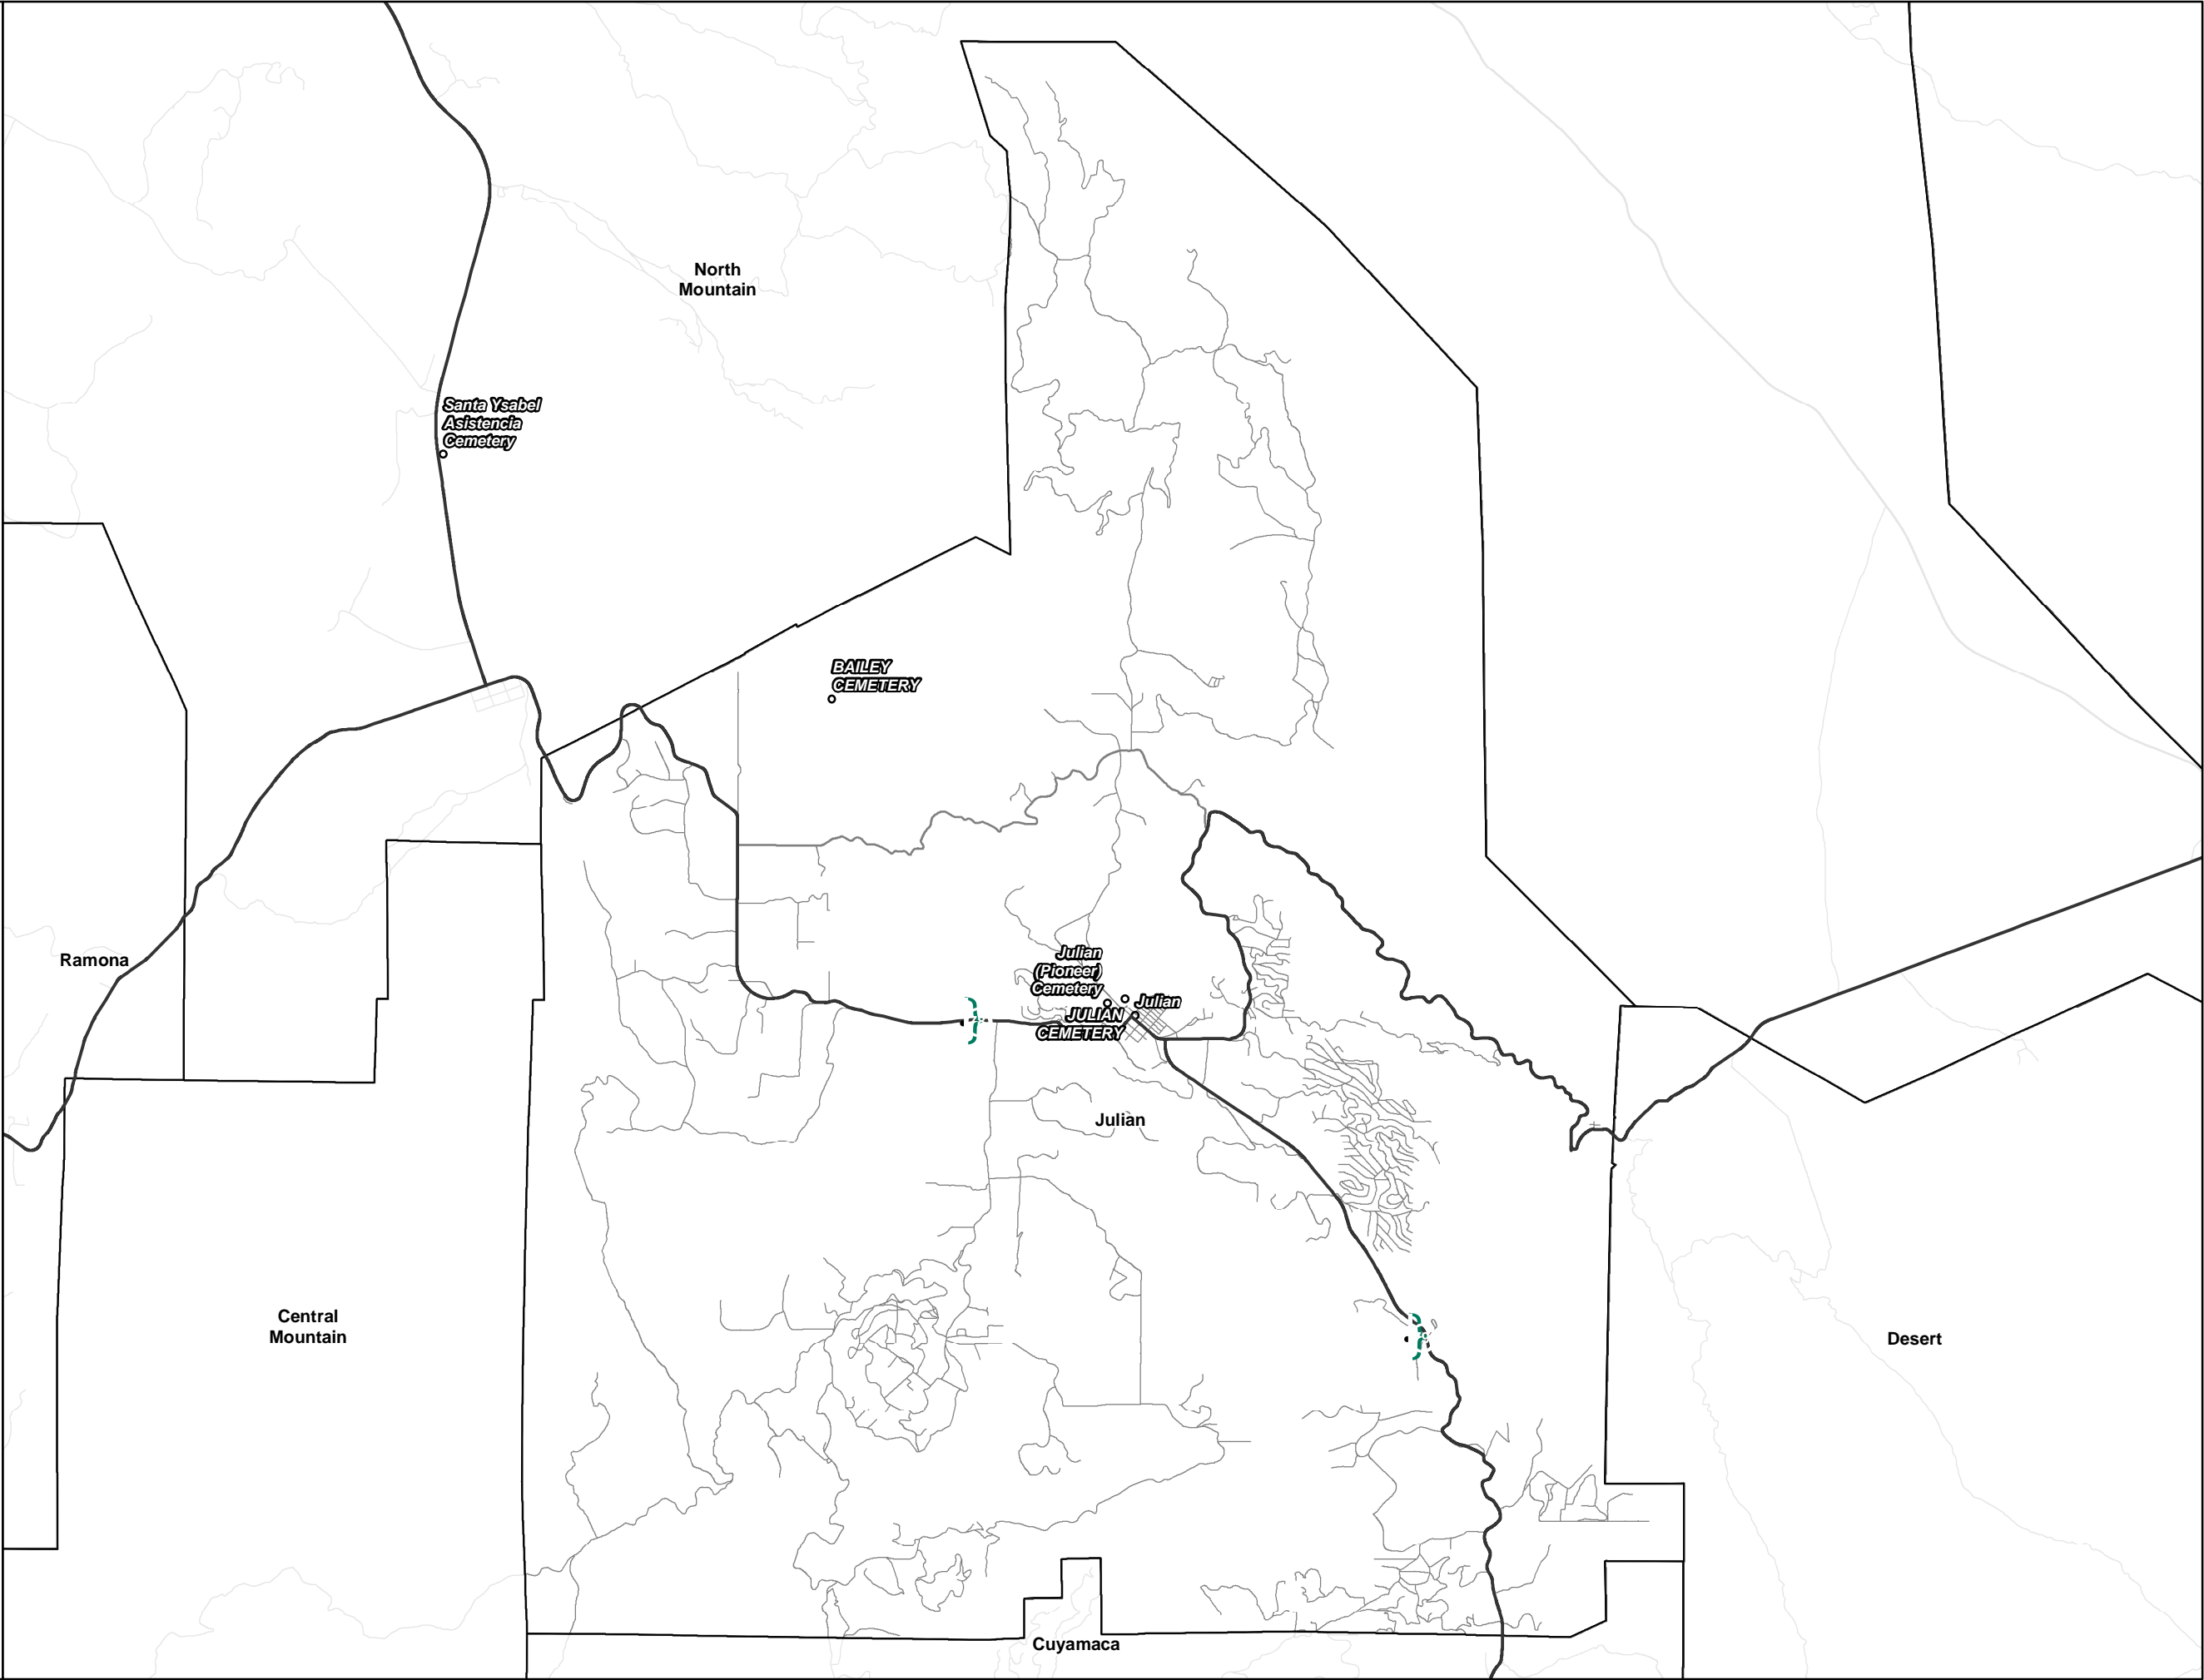 North
Mountain
Santa Ysabel
Asistencia
Cemetery
BAILEY
CEMETERY
Ramona
Julian
(Pioneer)
Cemetery
Julian
JULIAN
CEMETERY
Julian
Central
Mountain
Desert
Cuyamaca